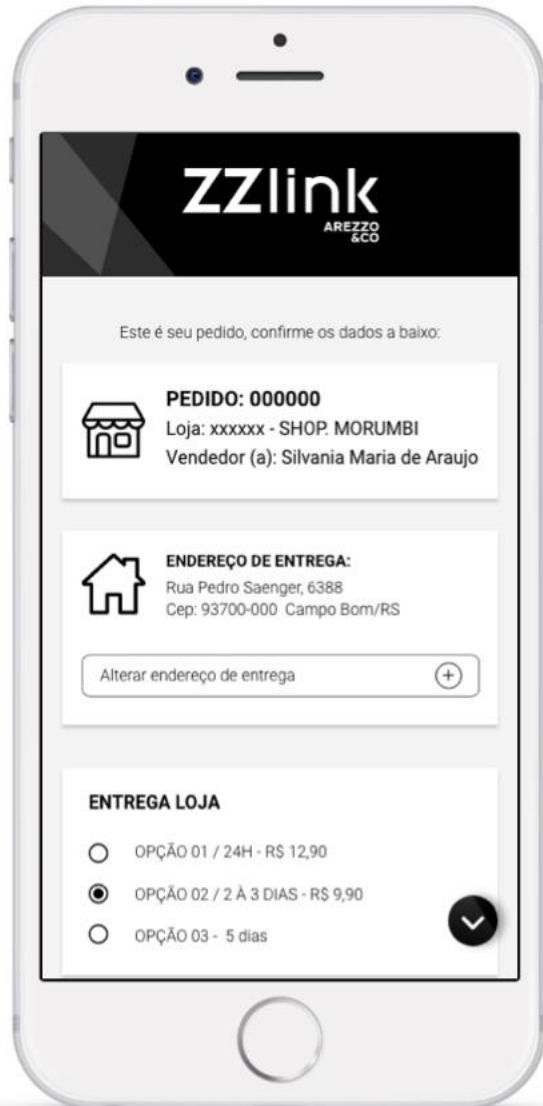 ZZlink
AREZZO
&CO
Este é seu pedido, confirme os dados a baixo:
PEDIDO: 000000
Loja: xxxxxx - SHOP. MORUMBI
Vendedor (a): Silvania Maria de Araujo
ENDEREÇO DE ENTREGA:
Rua Pedro Saenger, 6388
Cep: 93700-000 Campo Bom/RS
Alterar endereço de entrega
ENTREGA LOJA
OPÇÃO 01 / 24H - R$ 12,90
OPÇÃO 02 / 2 À 3 DIAS - R$ 9,90
OPÇÃO 03 - 5 dias